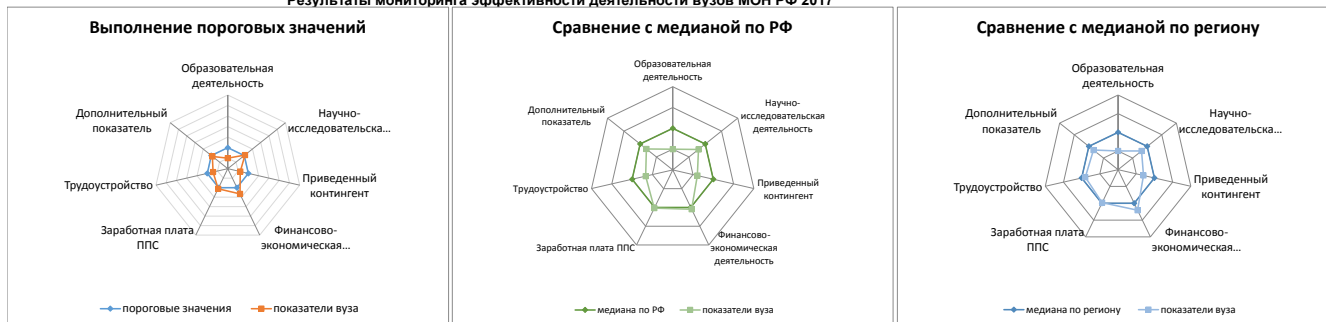 Результаты мониторинга эффективности деятельности вузов МОН РФ 2017
Выполнение пороговых значений
Образовательная
деятельность
Научно-
исследовательска...
Приведенный
контингент
Финансово-
экономическая...
Заработная плата
ППС
Трудоустройство
Дополнительный
показатель
пороговые значения
показатели вуза
Сравнение с медианой по РФ
Образовательная
деятельность
Научно-
исследовательская
деятельность
Приведенный
контингент
Финансово-
экономическая
деятельность
Заработная плата ППС
Трудоустройство
Дополнительный
показатель
медиана по РФ
показатели вуза
Сравнение с медианой по региону
Образовательная
деятельность
Научно-
исследовательска...
Приведенный
контингент
Финансово-
экономическая...
Заработная плата
ППС
Трудоустройство
Дополнительный
показатель
медиана по региону
показатели вуза